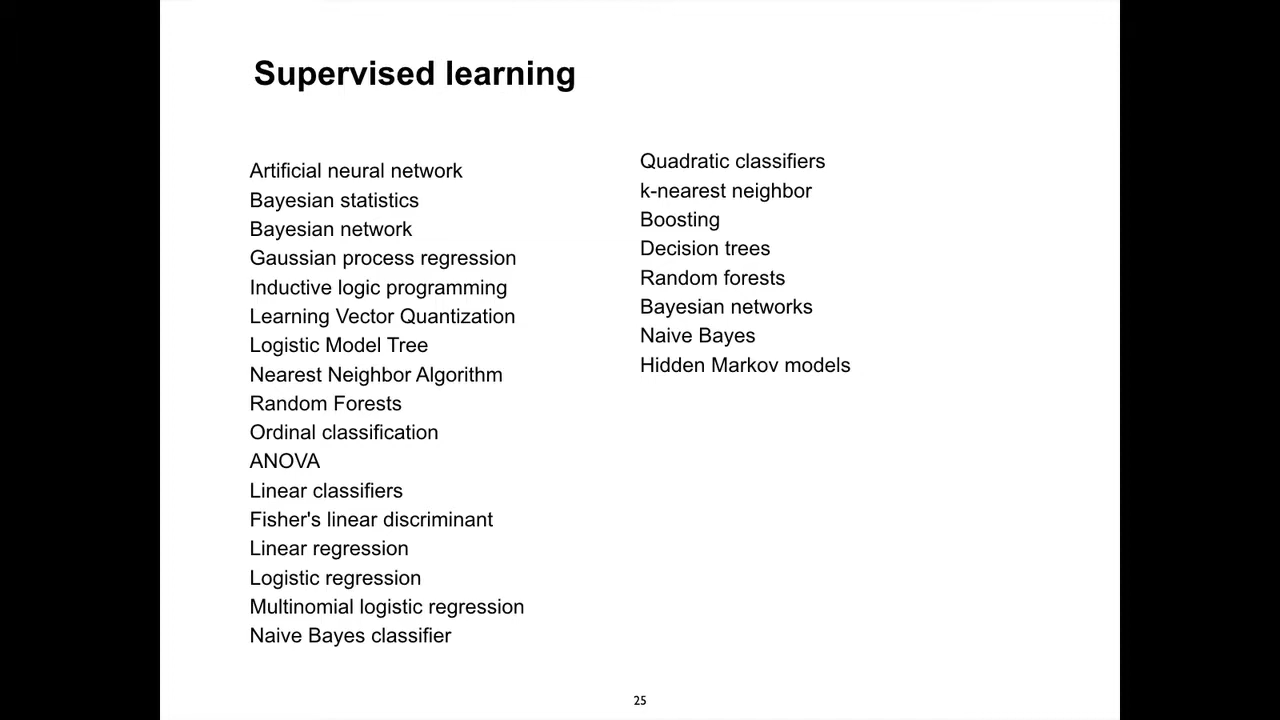 Supervised learning
Artificial neural network
Bayesian statistics
Bayesian network
Gaussian process regression
Inductive logic programming
Learning Vector Quantization
Logistic Model Tree
Nearest Neighbor Algorithm
Random Forests
Ordinal classification
ANOVA
Linear classifiers
Fisher's linear discriminant
Linear regression
Logistic regression
Multinomial logistic regression
Naive Bayes classifier
Quadratic classifiers
k-nearest neighbor
Boosting
Decision trees
Random forests
Bayesian networks
Naive Bayes
Hidden Markov models
25